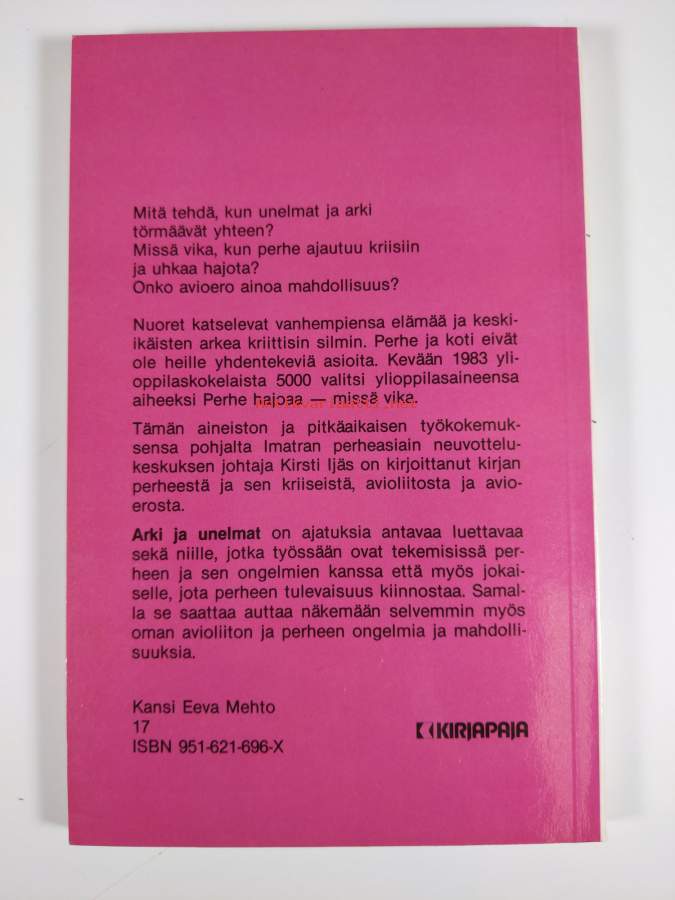 Mitä tehdä, kun unelmat ja arki
törmäävät yhteen?
Missä vika, kun perhe ajautuu kriisiin
ja uhkaa hajota?
Onko avioero ainoa mahdollisuus?
Nuoret katselevat vanhempiensa elämää ja keski-
ikäisten arkea kriittisin silmin. Perhe ja koti eivät
ole heille yhdentekeviä asioita. Kevään 1983 yli-
oppilaskokelaista 5000 valitsi ylioppilasaineensa
aiheeksi Perhe hajoaa — missä vika.
Tämän aineiston ja pitkäaikaisen työkokemuk-
sensa pohjalta Imatran perheasiain neuvottelu-
keskuksen johtaja Kirsti Ijäs on kirjoittanut kirjan
perheestä ja sen kriiseistä, avioliitosta ja avio-
erosta.
Arki ja unelmat on ajatuksia antavaa luettavaa
sekä niille, jotka työssään ovat tekemisissä per-
heen ja sen ongelmien kanssa että myös jokai-
selle, jota perheen tulevaisuus kiinnostaa. Samal-
la se saattaa auttaa näkemään selvemmin myös
oman avioliiton ja perheen ongelmia ja mahdolli-
suuksia.
Kansi Eeva Mehto
17
ISBN 951-621-696-X
KIRJAPAJA